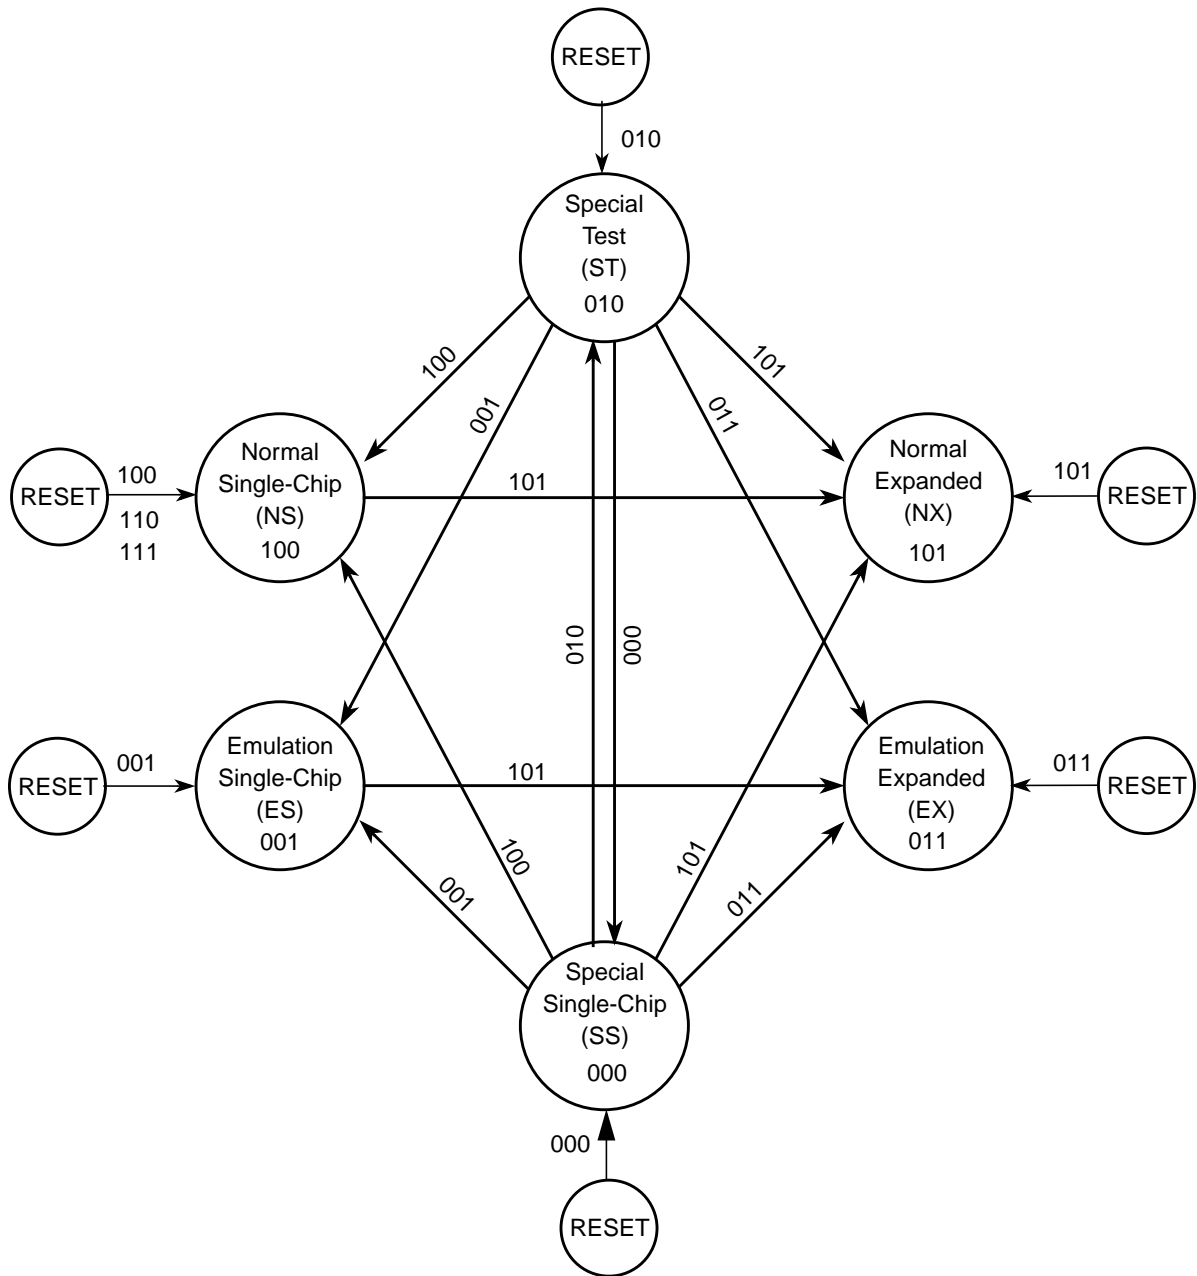 RESET
010
Special
Test
(ST)
010
100
001
101
011
Normal
Single-Chip
(NS)
100
RESET
100
110
111
101
Normal
Expanded
(NX)
101
101
RESET
010
000
Emulation
Single-Chip
(ES)
001
RESET
001
101
Emulation
Expanded
(EX)
011
011
RESET
001
100
101
011
Special
Single-Chip
(SS)
000
000
RESET